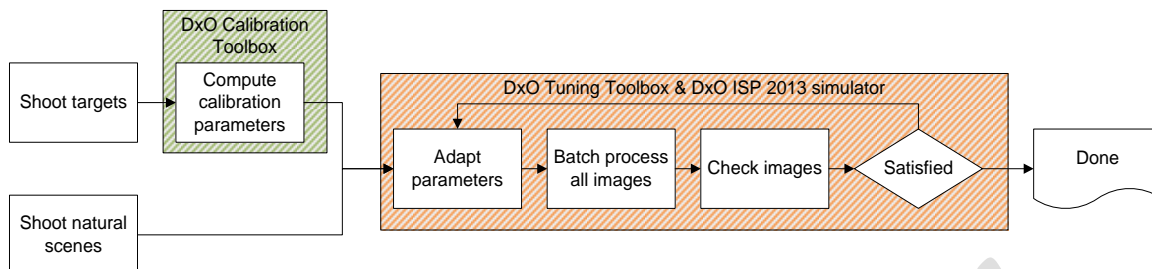 DxO Calibration
Toolbox
Shoot targets
Compute
calibration
parameters
DxO Tuning Toolbox & DxO ISP 2013 simulator
Adapt
parameters
Batch process
all images
Check images
Satisfied
Done
Shoot natural
scenes